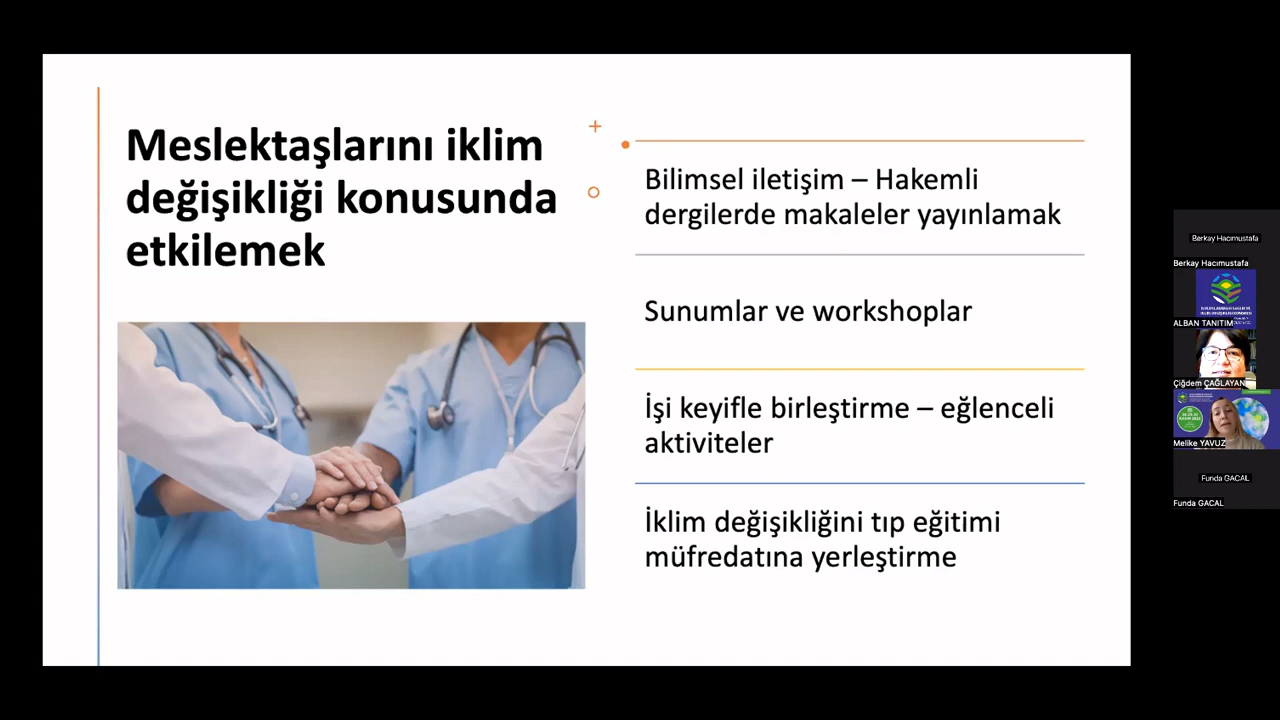 Meslektaşlarını iklim
değişikliği konusunda
etkilemek
Bilimsel iletişim – Hakemli
dergilerde makaleler yayınlamak
Sunumlar ve workshoplar
İşi keyifle birleştirme – eğlenceli
aktiviteler
İklim değişikliğini tıp eğitimi
müfredatına yerleştirme
Berkay Hacımustafa
Berkay Hacımustafa
ALBAN TANITIM
Çiğdem ÇAĞLAYAN
Melike YAVUZ
Funda GACAL
Funda GACAL